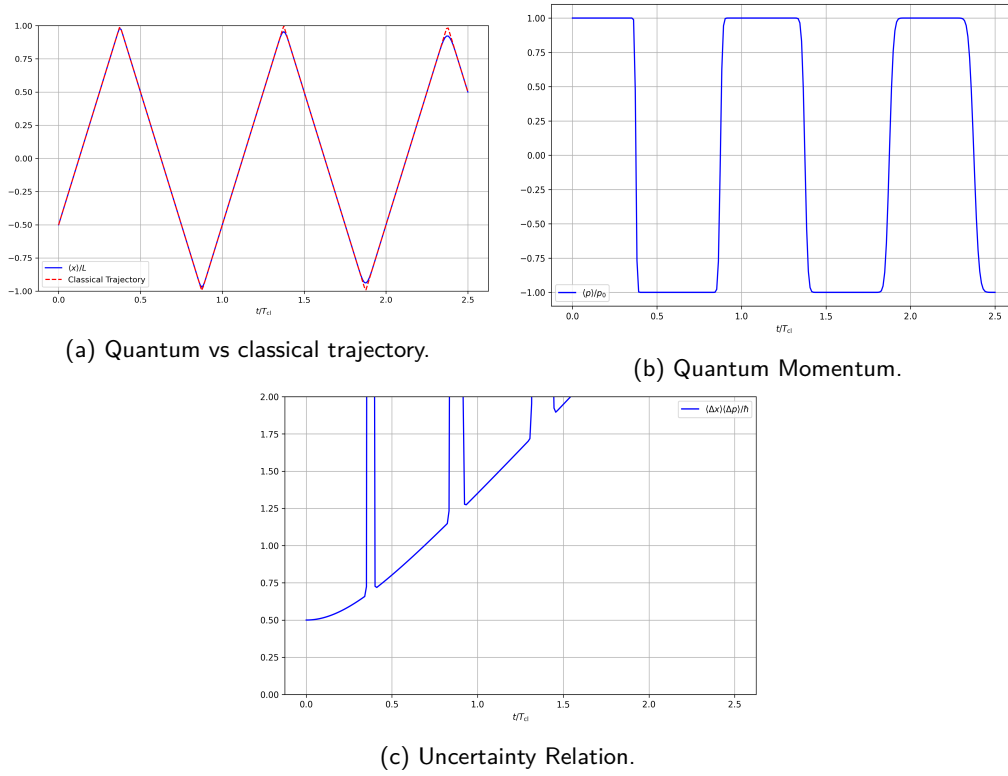 1.00
0.75
0.50
0.25
0.00
−0.25
−0.50
−0.75
−1.00
⟨x⟩/L
Classical Trajectory
0.0 0.5 1.0 1.5 2.0 2.5
t/T_cl
(a) Quantum vs classical trajectory.
1.00
0.75
0.50
0.25
0.00
−0.25
−0.50
−0.75
−1.00
⟨p⟩/p₀
0.0 0.5 1.0 1.5 2.0 2.5
t/T_cl
(b) Quantum Momentum.
2.00
1.75
1.50
1.25
1.00
0.75
0.50
0.25
0.00
⟨Δx⟩⟨Δp⟩/ħ
0.0 0.5 1.0 1.5 2.0 2.5
t/T_cl
(c) Uncertainty Relation.